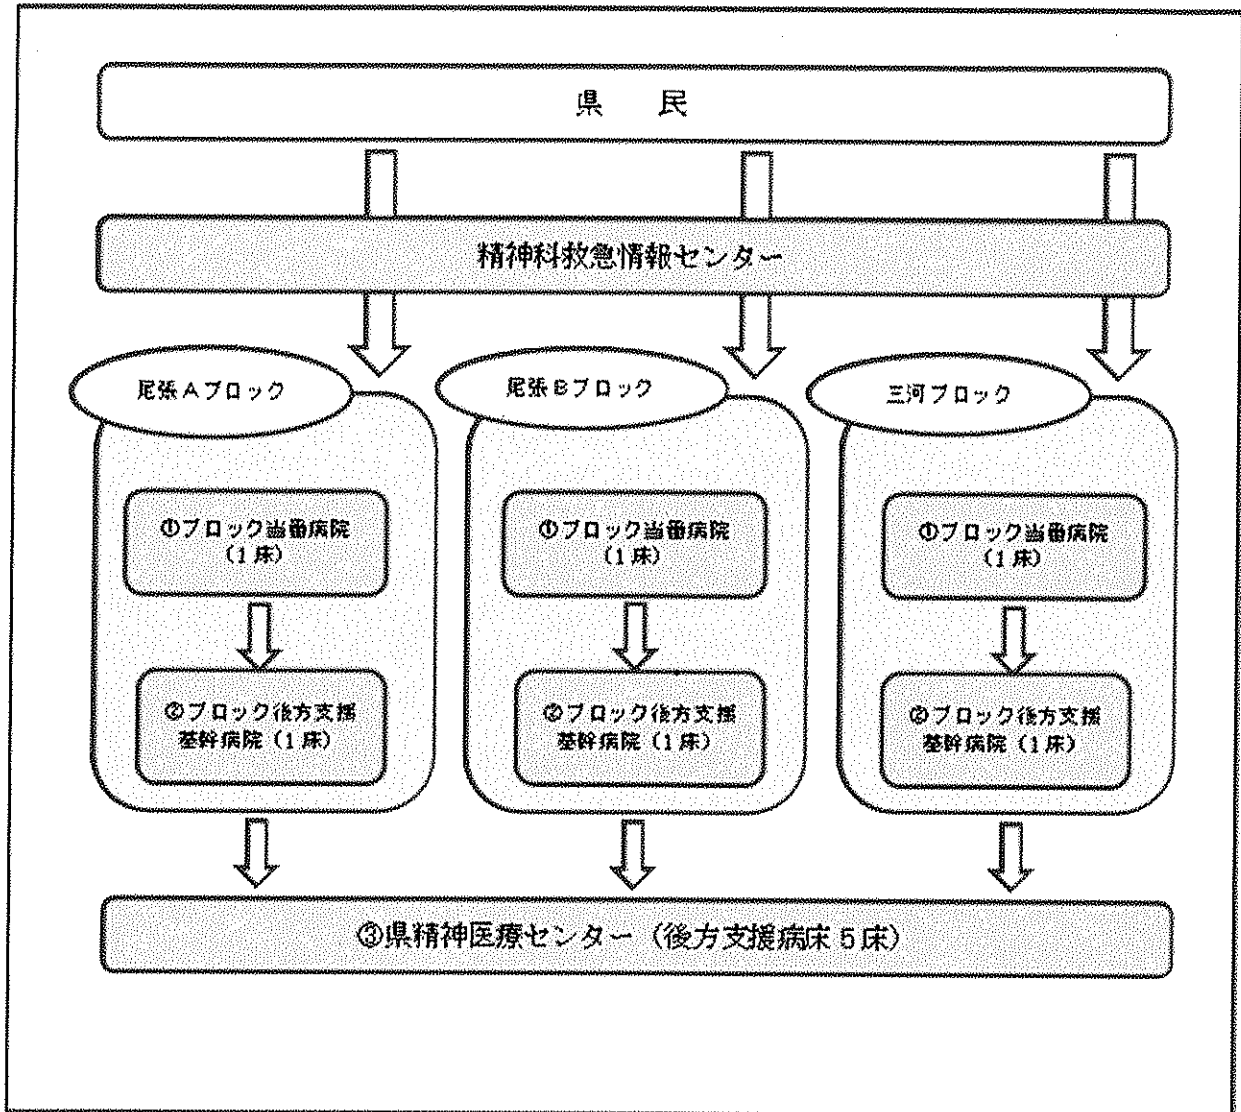 県　民
精神科救急情報センター
尾張Aブロック
尾張Bブロック
三河ブロック
①ブロック当番病院
(1床)
①ブロック当番病院
(1床)
①ブロック当番病院
(1床)
②ブロック後方支援
基幹病院（1床）
②ブロック後方支援
基幹病院（1床）
②ブロック後方支援
基幹病院（1床）
③県精神医療センター（後方支援病床5床）